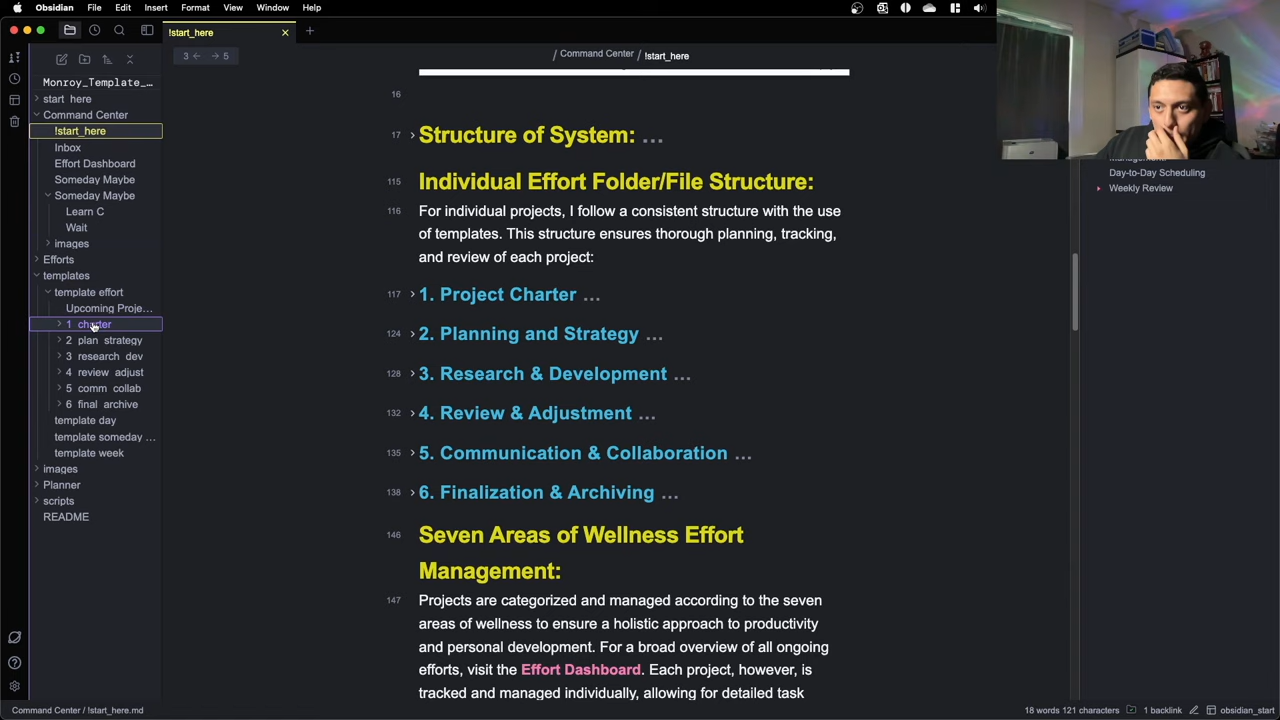 Obsidian File Edit Insert Format View Window Help
!start_here
3 5
/ Command Center / !start_here
Monroy_Template_...
start here
Command Center
!start_here
Inbox
Effort Dashboard
Someday Maybe
Someday Maybe
Learn C
Wait
images
Efforts
templates
template effort
Upcoming Proje...
1 charter
2 plan strategy
3 research dev
4 review adjust
5 comm collab
6 final archive
template day
template someday ...
template week
images
Planner
scripts
README
16
17 Structure of System: ...
115 Individual Effort Folder/File Structure:
116 For individual projects, I follow a consistent structure with the use
of templates. This structure ensures thorough planning, tracking,
and review of each project:
117 1. Project Charter ...
124 2. Planning and Strategy ...
128 3. Research & Development ...
132 4. Review & Adjustment ...
135 5. Communication & Collaboration ...
138 6. Finalization & Archiving ...
146 Seven Areas of Wellness Effort
Management:
147 Projects are categorized and managed according to the seven
areas of wellness to ensure a holistic approach to productivity
and personal development. For a broad overview of all ongoing
efforts, visit the Effort Dashboard. Each project, however, is
tracked and managed individually, allowing for detailed task
Day-to-Day Scheduling
Weekly Review
Command Center / !start_here.md
18 words 121 characters 1 backlink obsidian_start